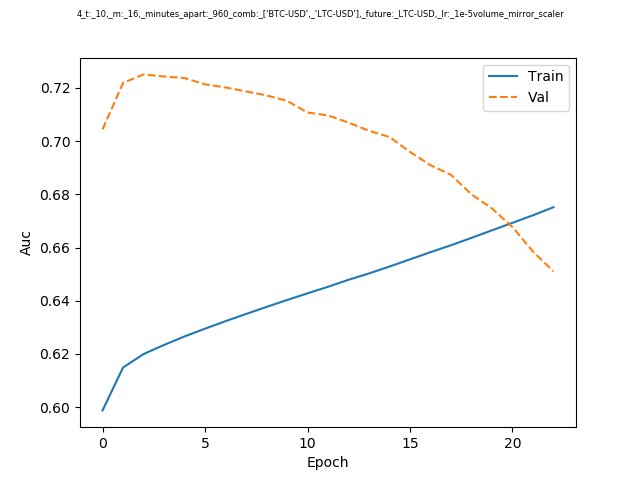 4_t:_10,_m:_16,_minutes_apart:_960_comb:_['BTC-USD',_'LTC-USD'],_future:_LTC-USD,_lr:_1e-5volume_mirror_scaler
Train
Val
0.72
0.70
0.68
0.66
0.64
0.62
0.60
Auc
0 5 10 15 20
Epoch